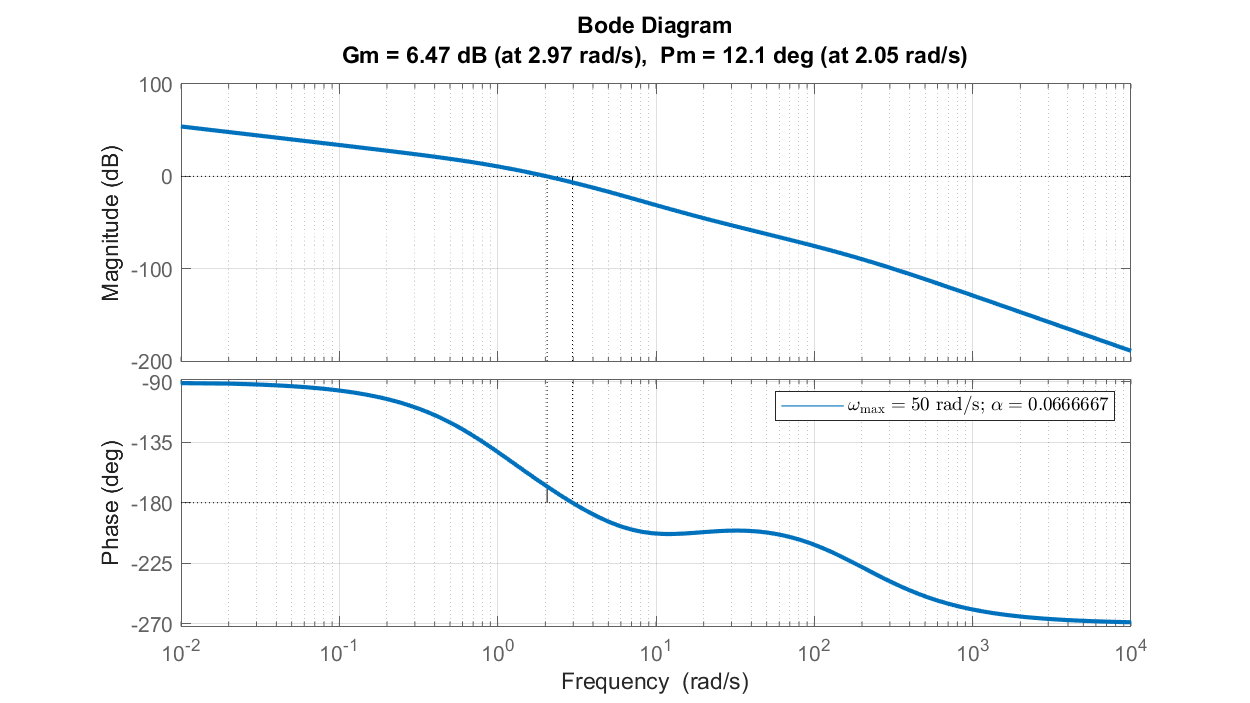 Bode Diagram
Gm = 6.47 dB (at 2.97 rad/s),  Pm = 12.1 deg (at 2.05 rad/s)
100
0
-100
-200
Magnitude (dB)
-90
-135
-180
-225
-270
Phase (deg)
ω_max = 50 rad/s; α = 0.0666667
10^-2
10^-1
10^0
10^1
10^2
10^3
10^4
Frequency  (rad/s)